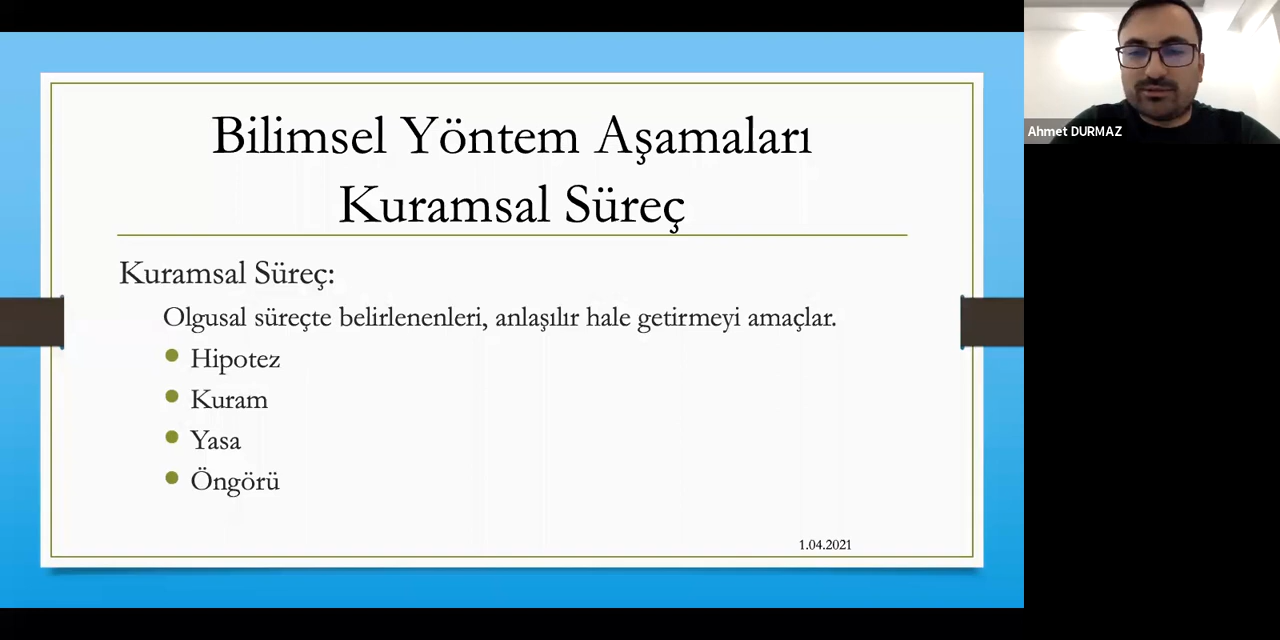 Bilimsel Yöntem Aşamaları
Kuramsal Süreç
Kuramsal Süreç:
Olgusal süreçte belirlenenleri, anlaşılır hale getirmeyi amaçlar.
Hipotez
Kuram
Yasa
Öngörü
1.04.2021
Ahmet DURMAZ